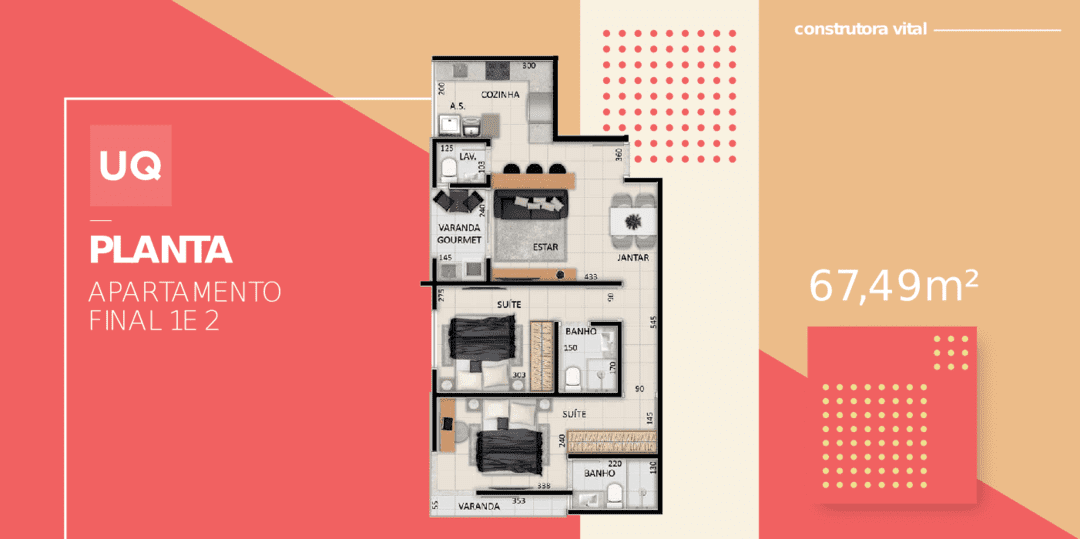 construtora vital
UQ
PLANTA
APARTAMENTO
FINAL 1E 2
67,49m²
300
200
COZINHA
A.S.
125
LAV.
103
360
240
VARANDA
GOURMET
145
ESTAR
JANTAR
433
275
SUÍTE
90
545
BANHO
150
170
303
90
SUÍTE
145
240
220
130
BANHO
338
353
55
VARANDA